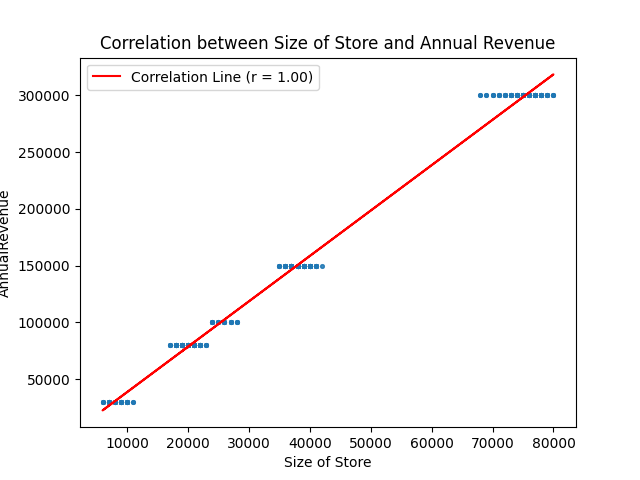 Correlation between Size of Store and Annual Revenue
Correlation Line (r = 1.00)
300000
250000
200000
150000
100000
50000
AnnualRevenue
10000 20000 30000 40000 50000 60000 70000 80000
Size of Store